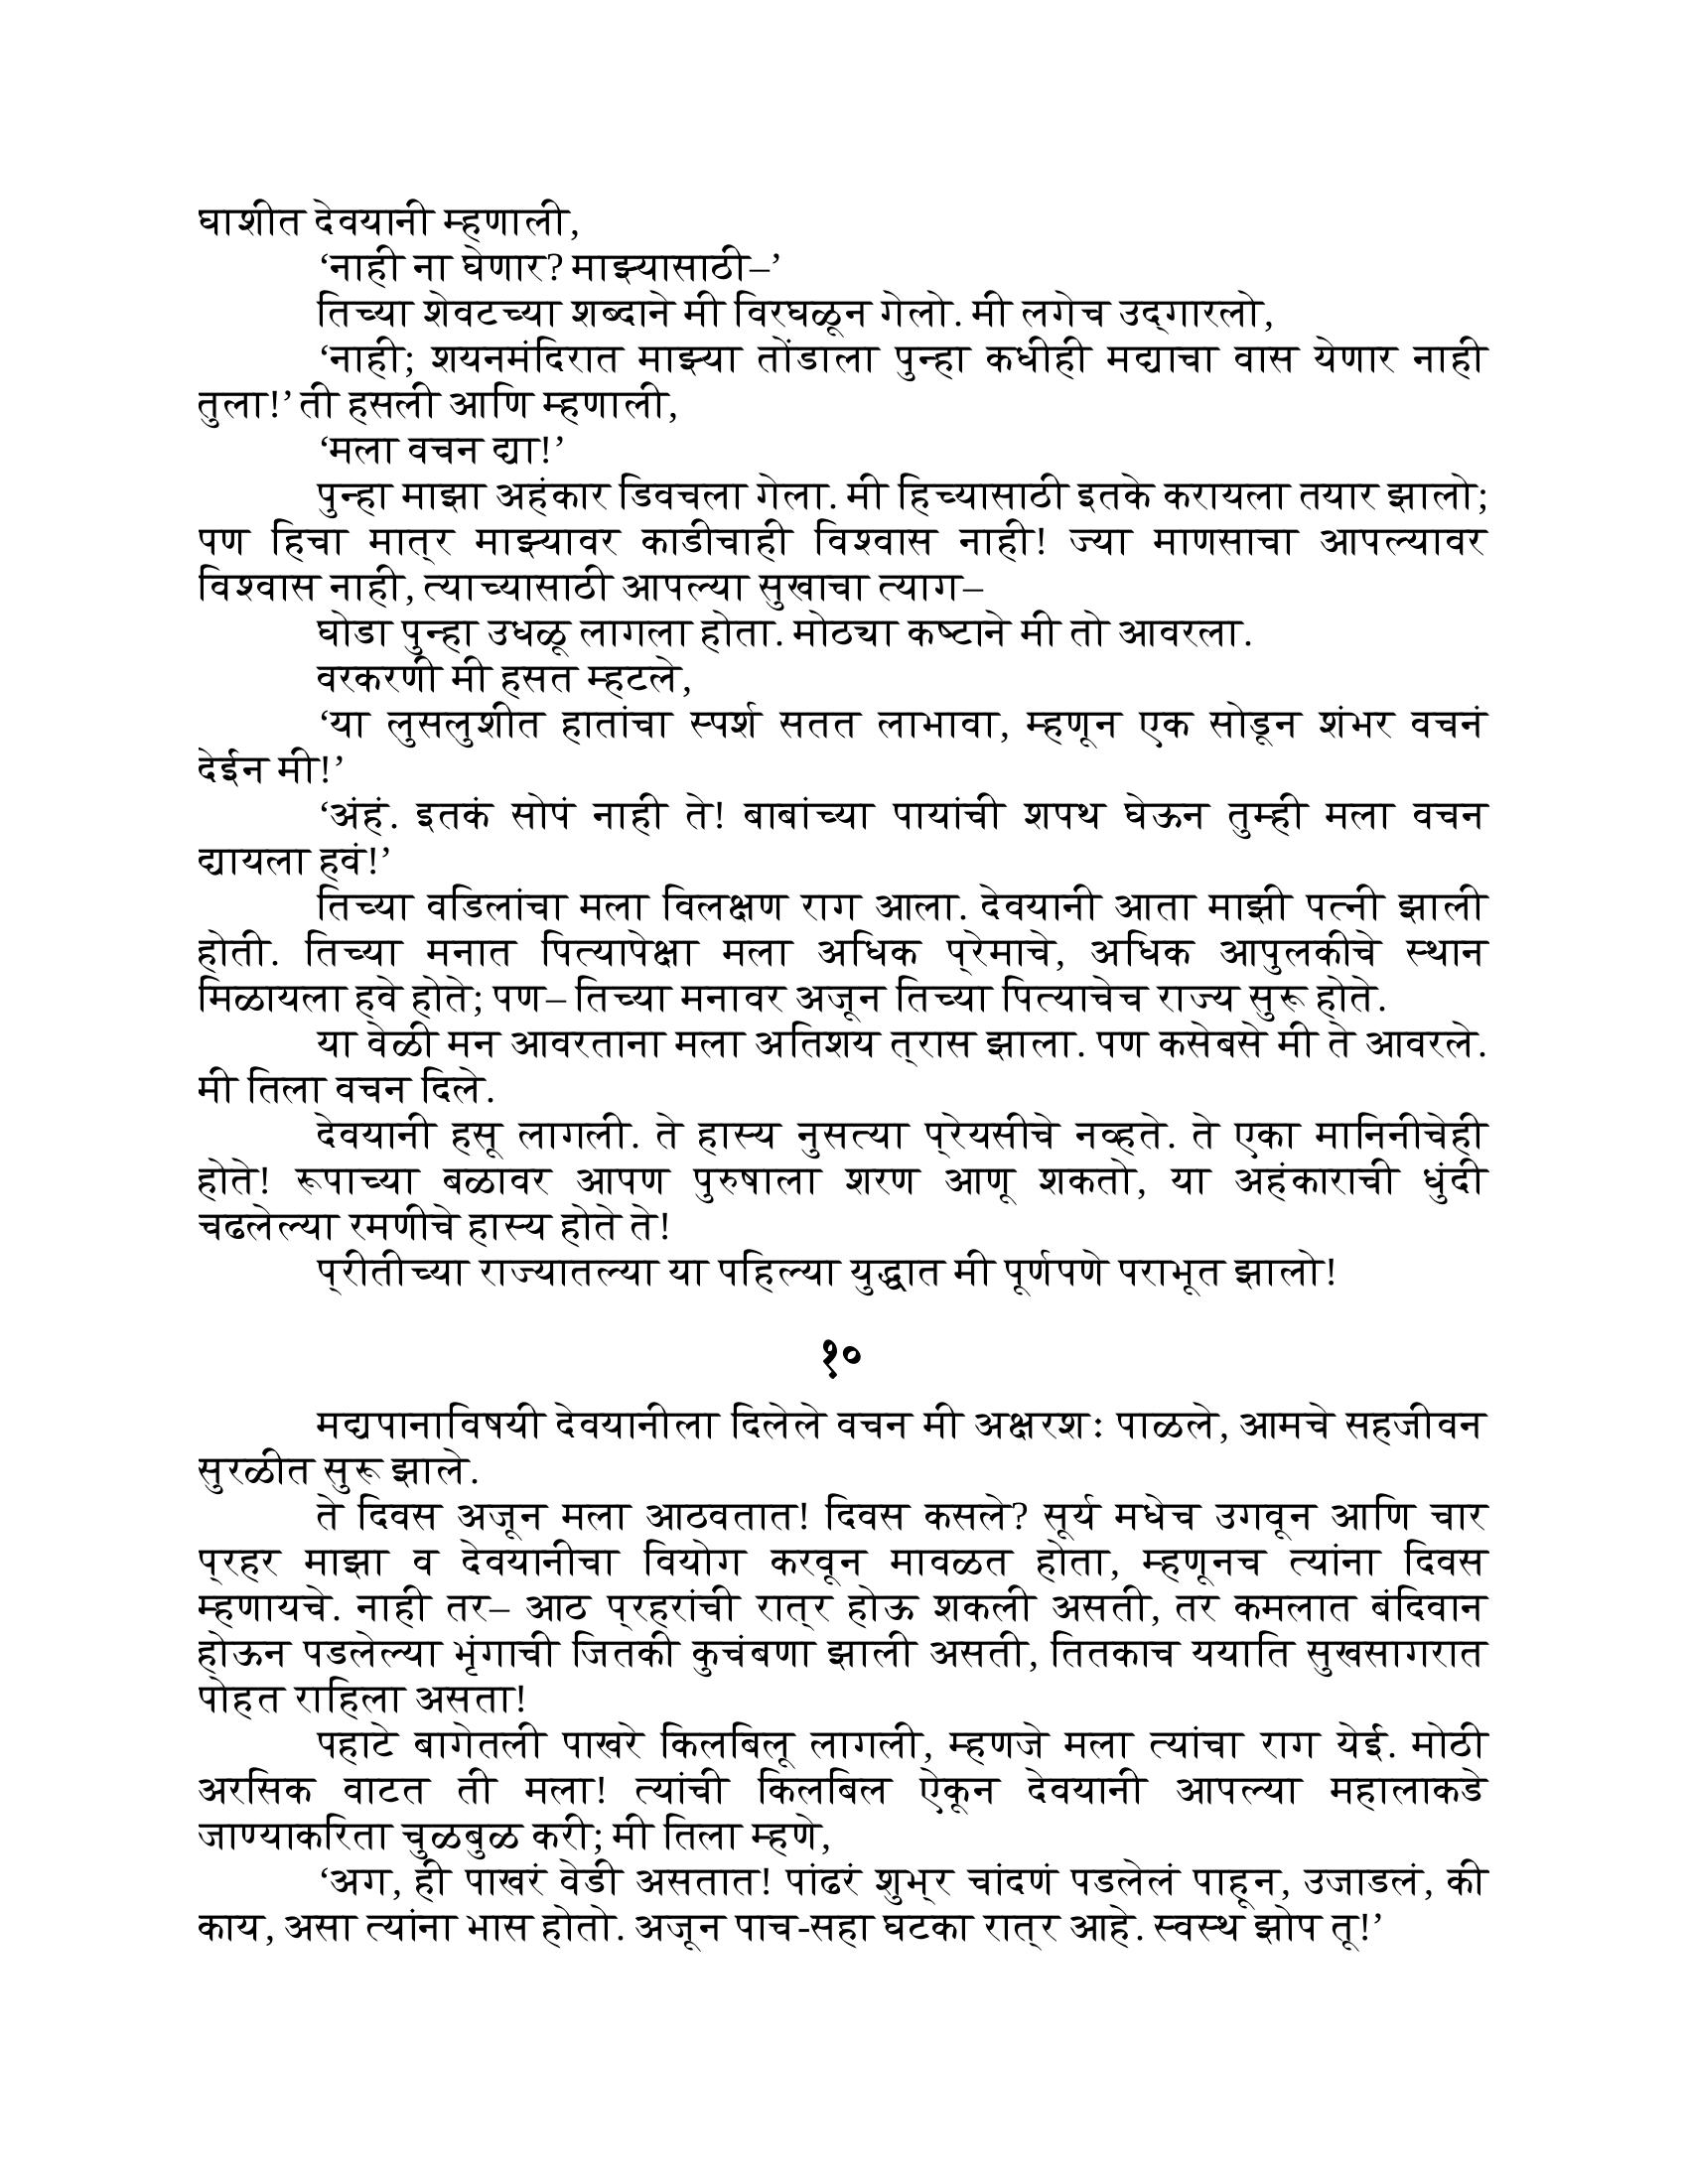 घाशीत देवयानी म्हणाली,
‘नाही ना घेणार? माझ्यासाठी–’
तिच्या शेवटच्या शब्दाने मी विरघळून गेलो. मी लगेच उद्‌गारलो,
‘नाही; शयनमंदिरात माझ्या तोंडाला पुन्हा कधीही मद्याचा वास येणार नाही
तुला!’ ती हसली आणि म्हणाली,
‘मला वचन द्या!’
पुन्हा माझा अहंकार डिवचला गेला. मी हिच्यासाठी इतके करायला तयार झालो;
पण हिचा मात्र माझ्यावर काडीचाही विश्वास नाही! ज्या माणसाचा आपल्यावर
विश्वास नाही, त्याच्यासाठी आपल्या सुखाचा त्याग–
घोडा पुन्हा उधळू लागला होता. मोठ्या कष्टाने मी तो आवरला.
वरकरणी मी हसत म्हटले,
‘या लुसलुशीत हातांचा स्पर्श सतत लाभावा, म्हणून एक सोडून शंभर वचनं
देईन मी!’
‘अंहं. इतकं सोपं नाही ते! बाबांच्या पायांची शपथ घेऊन तुम्ही मला वचन
द्यायला हवं!’
तिच्या वडिलांचा मला विलक्षण राग आला. देवयानी आता माझी पत्नी झाली
होती. तिच्या मनात पित्यापेक्षा मला अधिक प्रेमाचे, अधिक आपुलकीचे स्थान
मिळायला हवे होते; पण– तिच्या मनावर अजून तिच्या पित्याचेच राज्य सुरू होते.
या वेळी मन आवरताना मला अतिशय त्रास झाला. पण कसेबसे मी ते आवरले.
मी तिला वचन दिले.
देवयानी हसू लागली. ते हास्य नुसत्या प्रेयसीचे नव्हते. ते एका मानिनीचेही
होते! रूपाच्या बळावर आपण पुरुषाला शरण आणू शकतो, या अहंकाराची धुंदी
चढलेल्या रमणीचे हास्य होते ते!
प्रीतीच्या राज्यातल्या या पहिल्या युद्धात मी पूर्णपणे पराभूत झालो!
१०
मद्यपानाविषयी देवयानीला दिलेले वचन मी अक्षरशः पाळले, आमचे सहजीवन
सुरळीत सुरू झाले.
ते दिवस अजून मला आठवतात! दिवस कसले? सूर्य मधेच उगवून आणि चार
प्रहर माझा व देवयानीचा वियोग करवून मावळत होता, म्हणूनच त्यांना दिवस
म्हणायचे. नाही तर– आठ प्रहरांची रात्र होऊ शकली असती, तर कमलात बंदिवान
होऊन पडलेल्या भृंगाची जितकी कुचंबणा झाली असती, तितकाच ययाति सुखसागरात
पोहत राहिला असता!
पहाटे बागेतली पाखरे किलबिलू लागली, म्हणजे मला त्यांचा राग येई. मोठी
अरसिक वाटत ती मला! त्यांची किलबिल ऐकून देवयानी आपल्या महालाकडे
जाण्याकरिता चुळबुळ करी; मी तिला म्हणे,
‘अग, ही पाखरं वेडी असतात! पांढरं शुभ्र चांदणं पडलेलं पाहून, उजाडलं, की
काय, असा त्यांना भास होतो. अजून पाच-सहा घटका रात्र आहे. स्वस्थ झोप तू!’